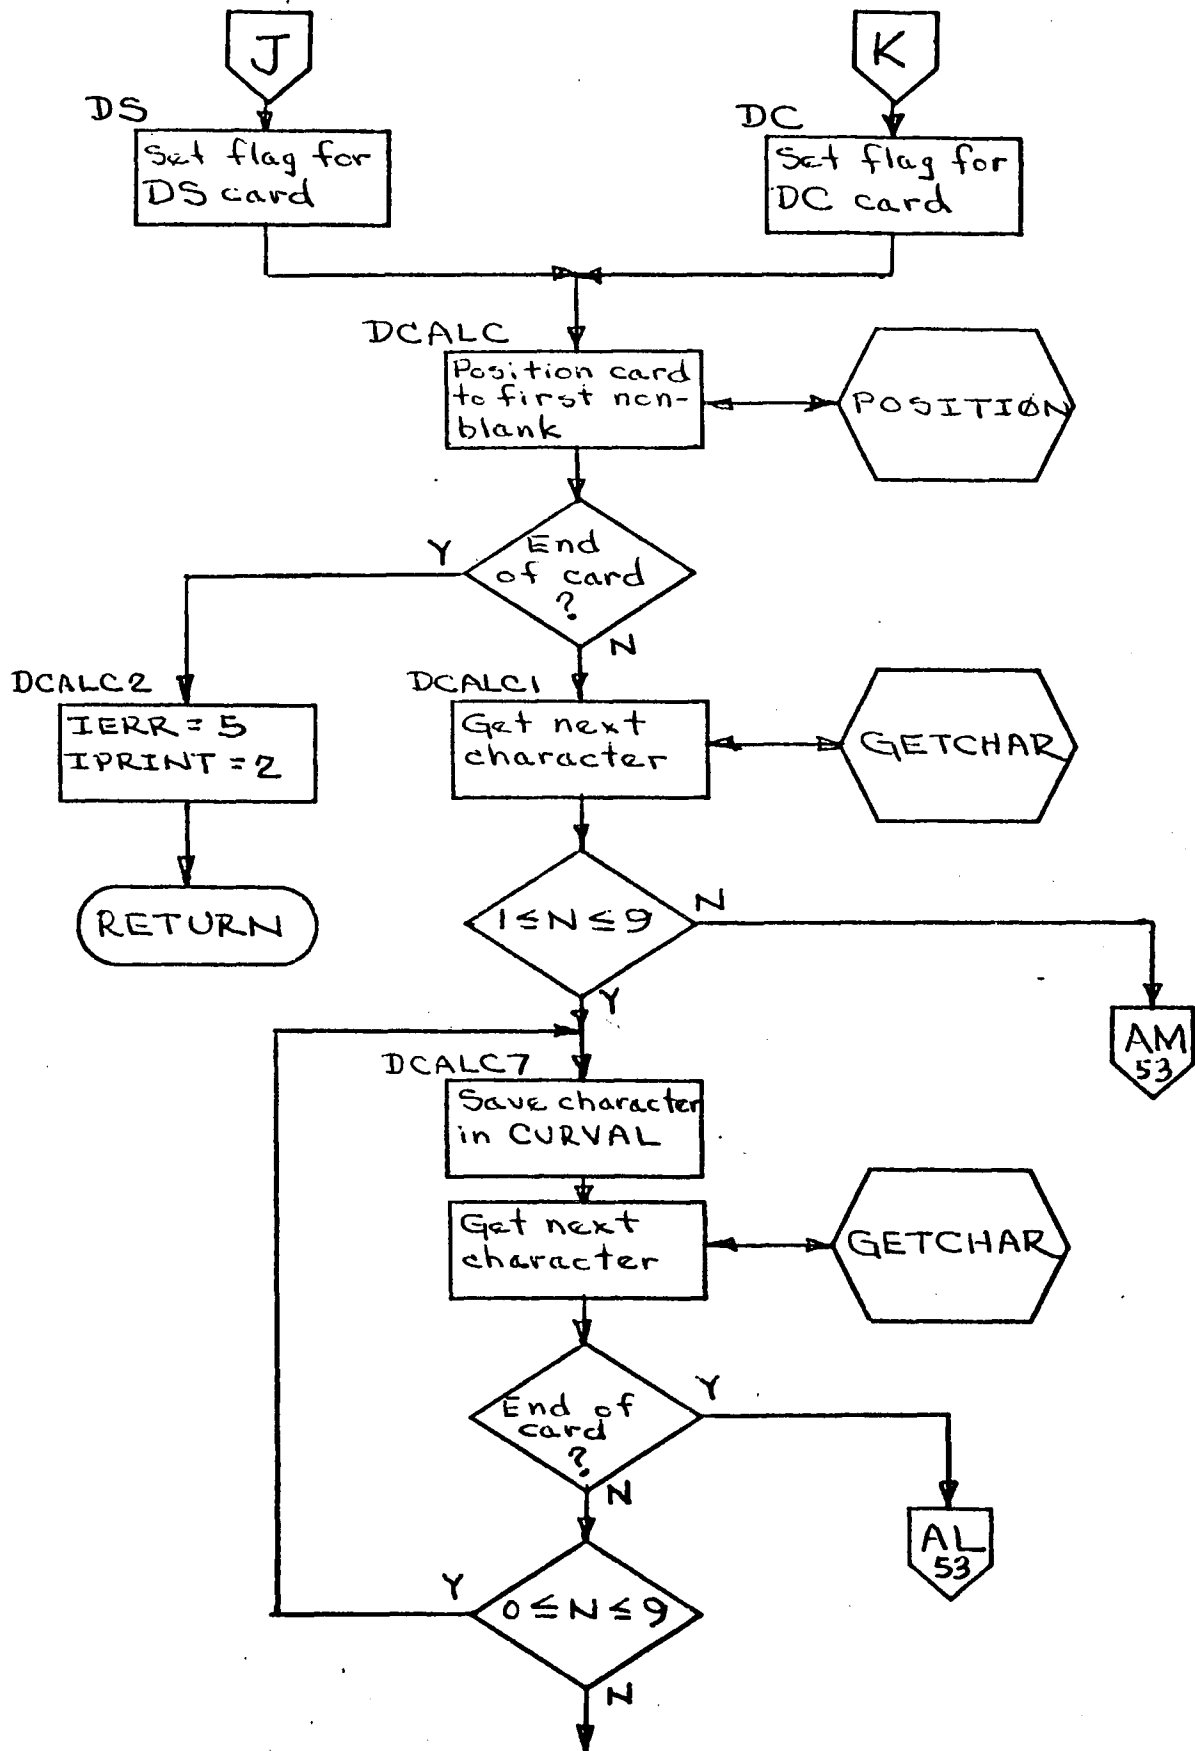 J
K
DS
DC
Set flag for
DS card
Set flag for
DC card
DCALC
Position card
to first non-
blank
POSITIØN
End
of card
?
Y
N
DCALC2
DCALC1
IERR = 5
IPRINT = 2
Get next
character
GETCHAR
RETURN
1 ≤ N ≤ 9
N
Y
AM
53
DCALC7
Save character
in CURVAL
Get next
character
GETCHAR
End of
card
?
Y
N
AL
53
Y
0 ≤ N ≤ 9
N